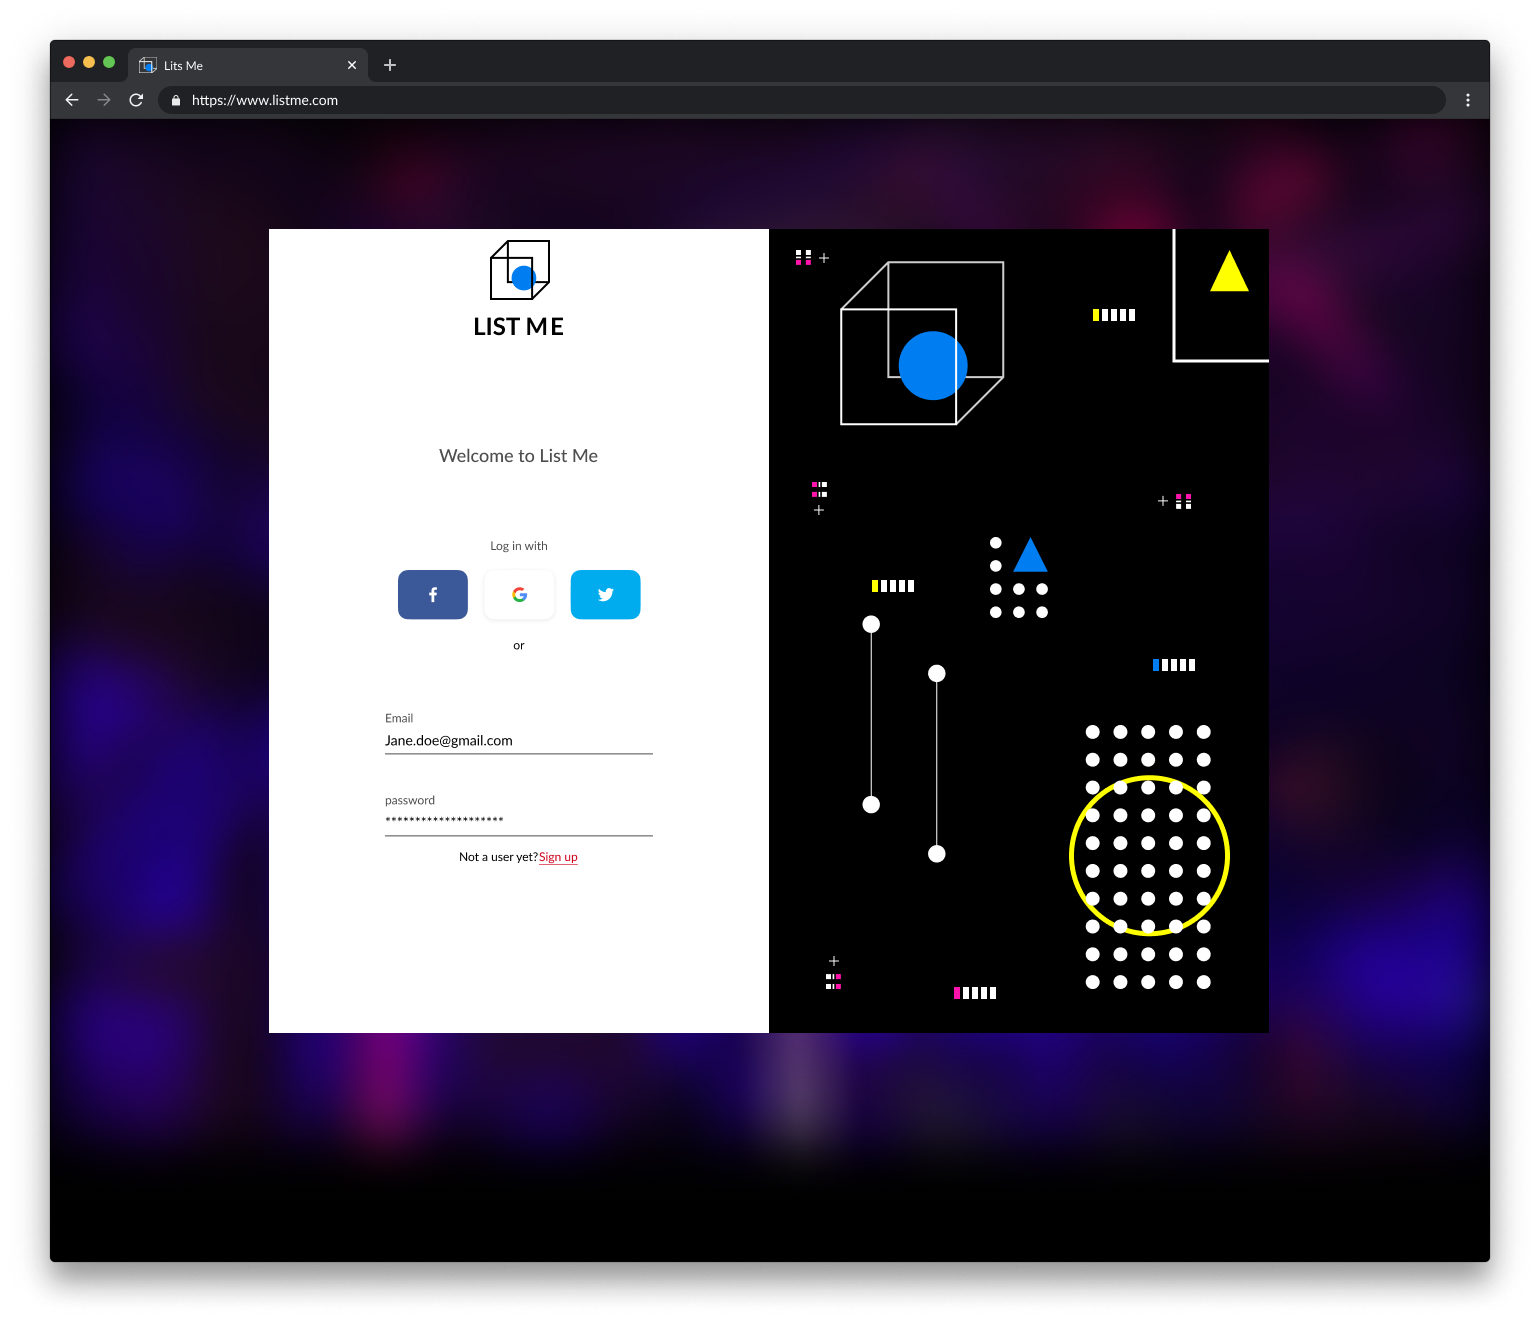 Lits Me
https://www.listme.com
LIST ME
Welcome to List Me
Log in with
f
G
or
Email
Jane.doe@gmail.com
password
********************
Not a user yet?Sign up